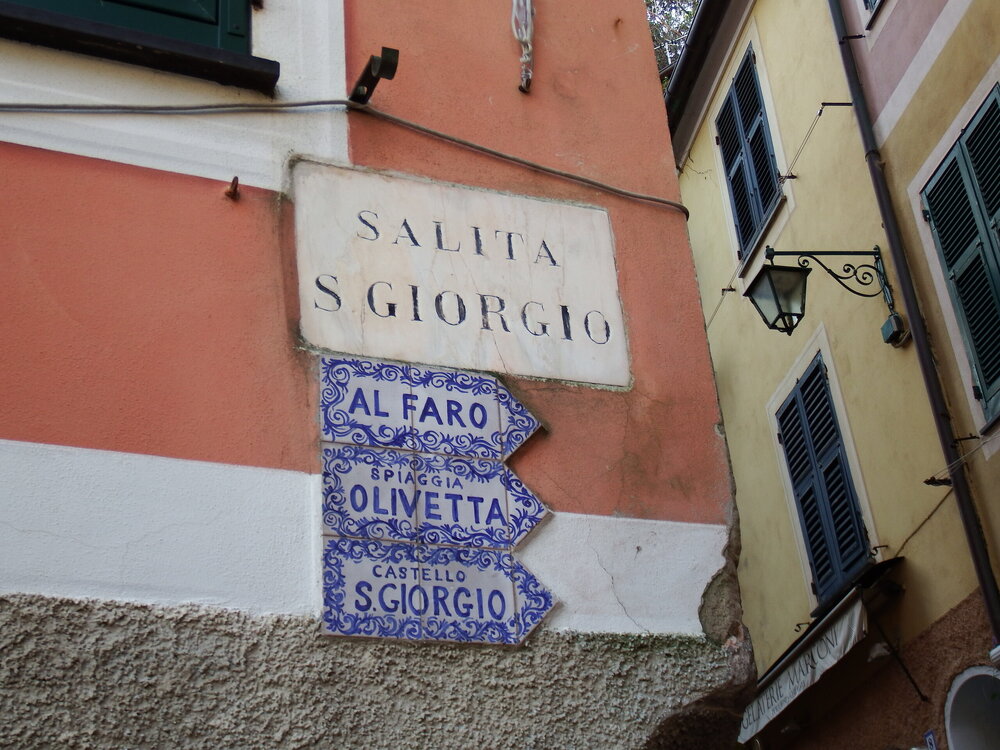 SALITA
S. GIORGIO
AL FARO
SPIAGGIA
OLIVETTA
CASTELLO
S. GIORGIO